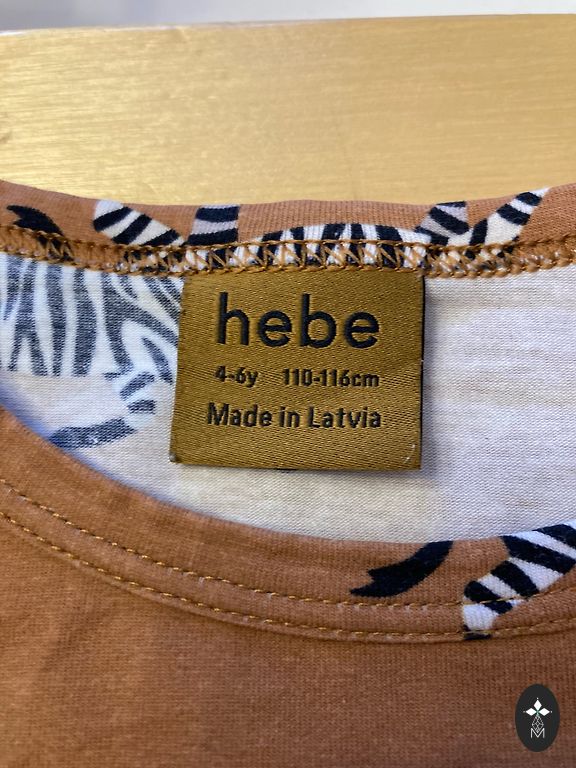 hebe
4-6y 110-116cm
Made in Latvia
M